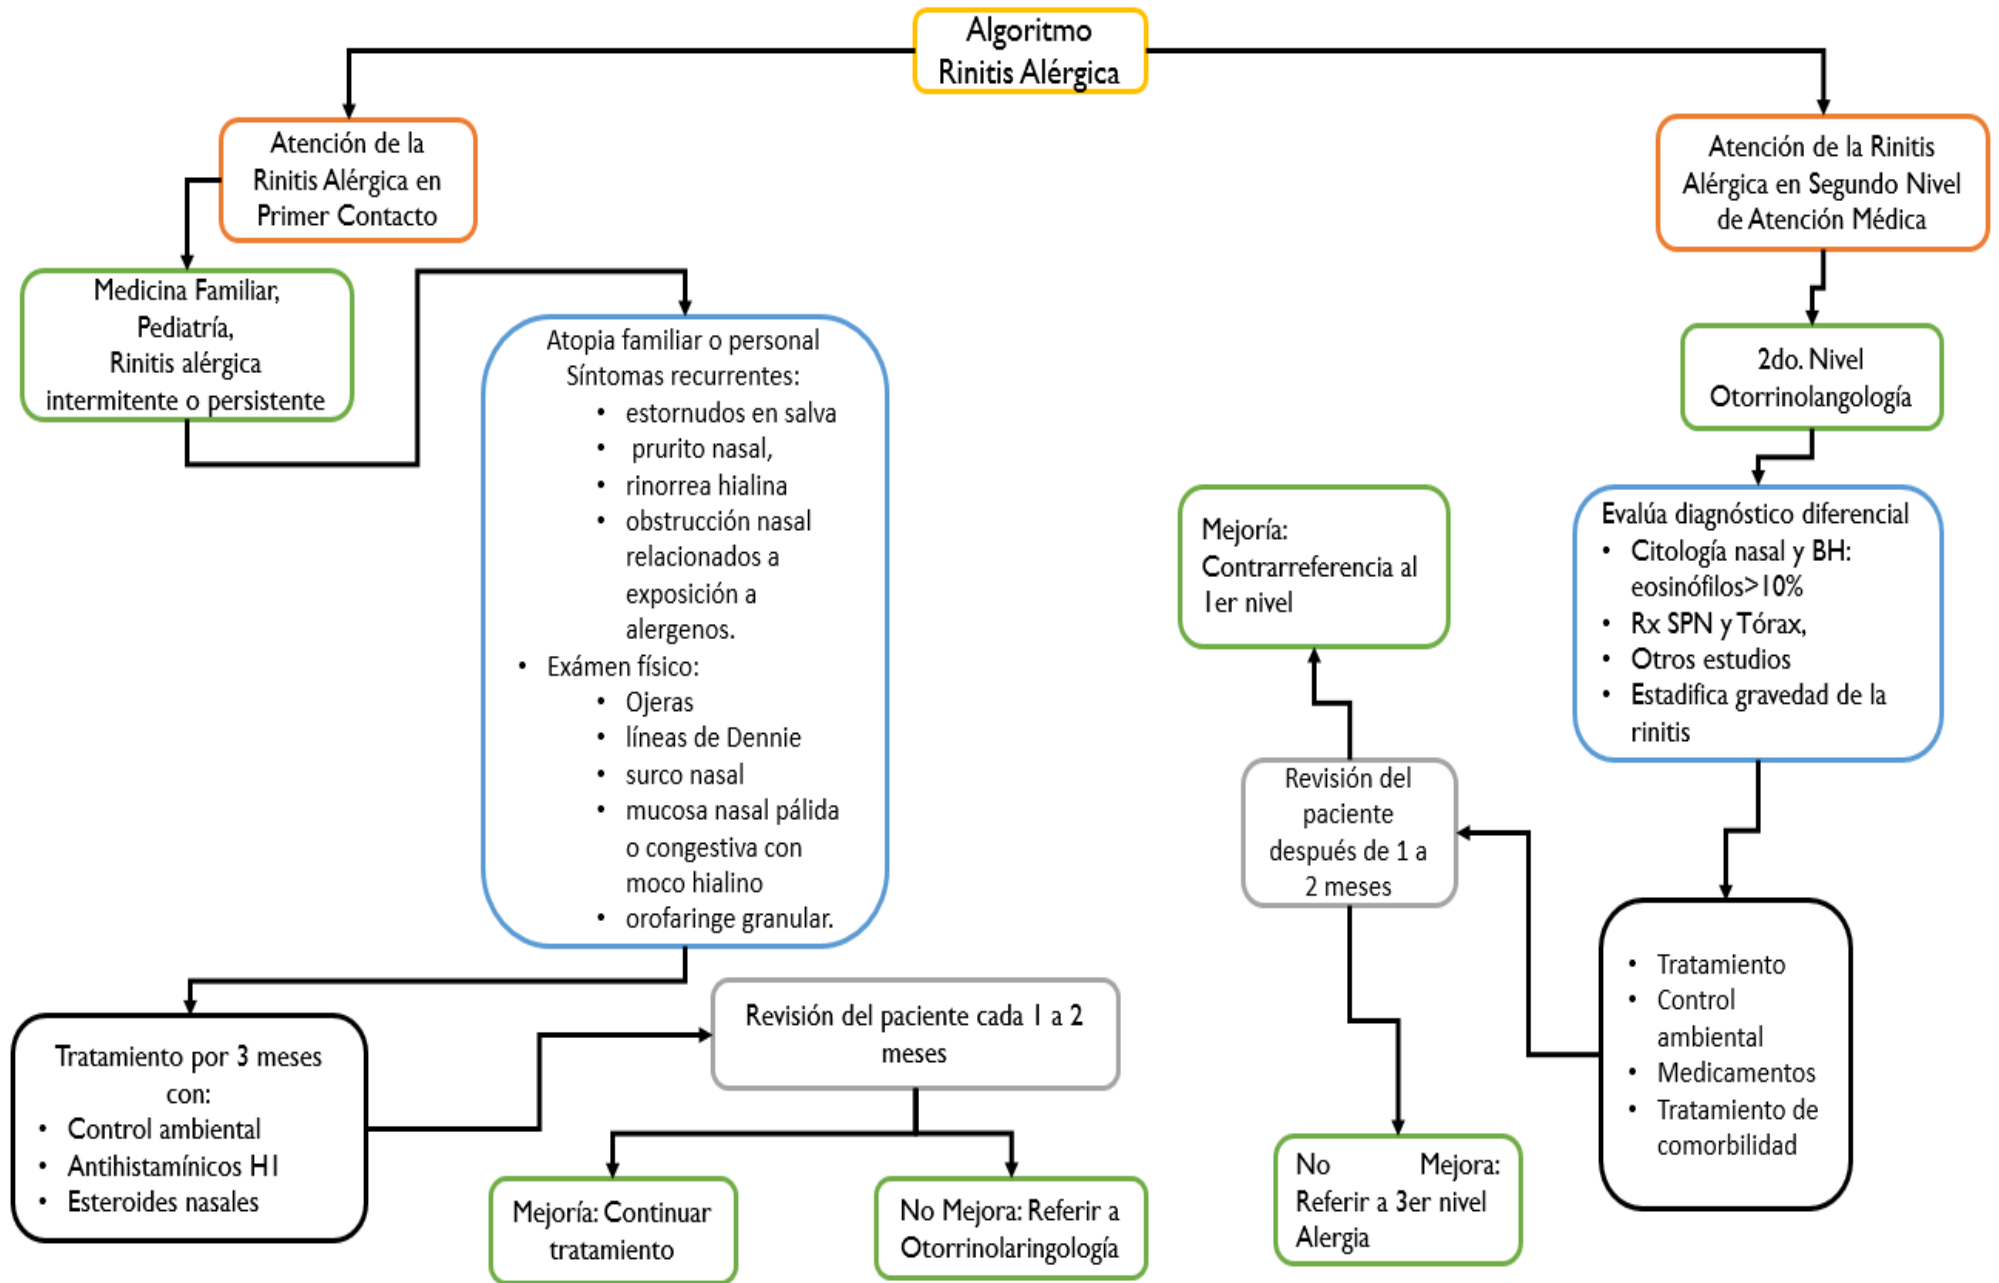 Algoritmo
Rinitis Alérgica
Atención de la
Rinitis Alérgica en
Primer Contacto
Medicina Familiar,
Pediatría,
Rinitis alérgica
intermitente o persistente
Atopia familiar o personal
Síntomas recurrentes:
• estornudos en salva
• prurito nasal,
• rinorrea hialina
• obstrucción nasal
relacionados a
exposición a
alergenos.
• Exámen físico:
• Ojeras
• líneas de Dennie
• surco nasal
• mucosa nasal pálida
o congestiva con
moco hialino
• orofaringe granular.
Tratamiento por 3 meses
con:
• Control ambiental
• Antihistamínicos H1
• Esteroides nasales
Revisión del paciente cada 1 a 2
meses
Mejoría: Continuar
tratamiento
No Mejora: Referir a
Otorrinolaringología
Atención de la Rinitis
Alérgica en Segundo Nivel
de Atención Médica
2do. Nivel
Otorrinolangología
Evalúa diagnóstico diferencial
• Citología nasal y BH:
eosinófilos>10%
• Rx SPN y Tórax,
• Otros estudios
• Estadifica gravedad de la
rinitis
• Tratamiento
• Control
ambiental
• Medicamentos
• Tratamiento de
comorbilidad
Revisión del
paciente
después de 1 a
2 meses
Mejoría:
Contrarreferencia al
1er nivel
No Mejora:
Referir a 3er nivel
Alergia